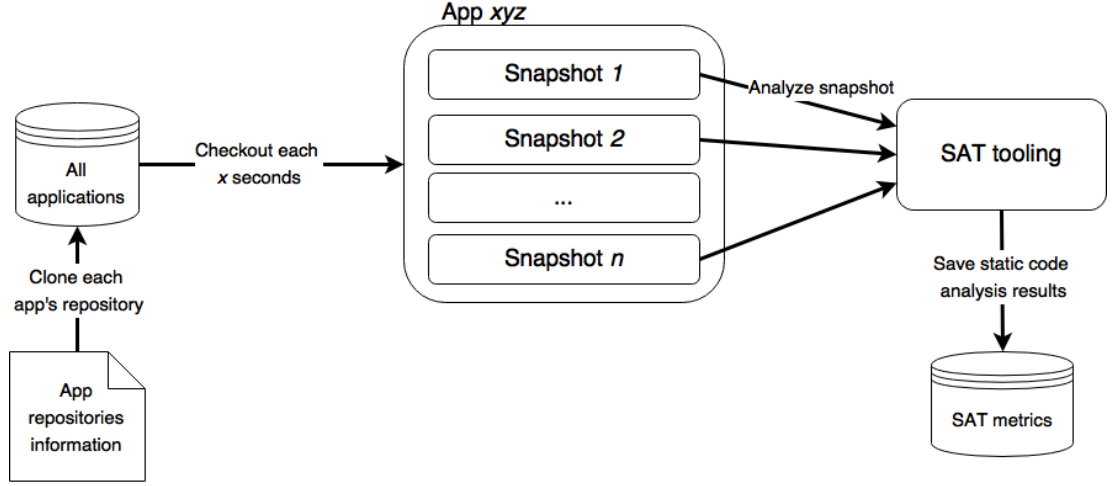 App xyz
Snapshot 1
Analyze snapshot
Snapshot 2
SAT tooling
All
applications
Checkout each
x seconds
...
Snapshot n
Clone each
app's repository
Save static code
analysis results
App
repositories
information
SAT metrics